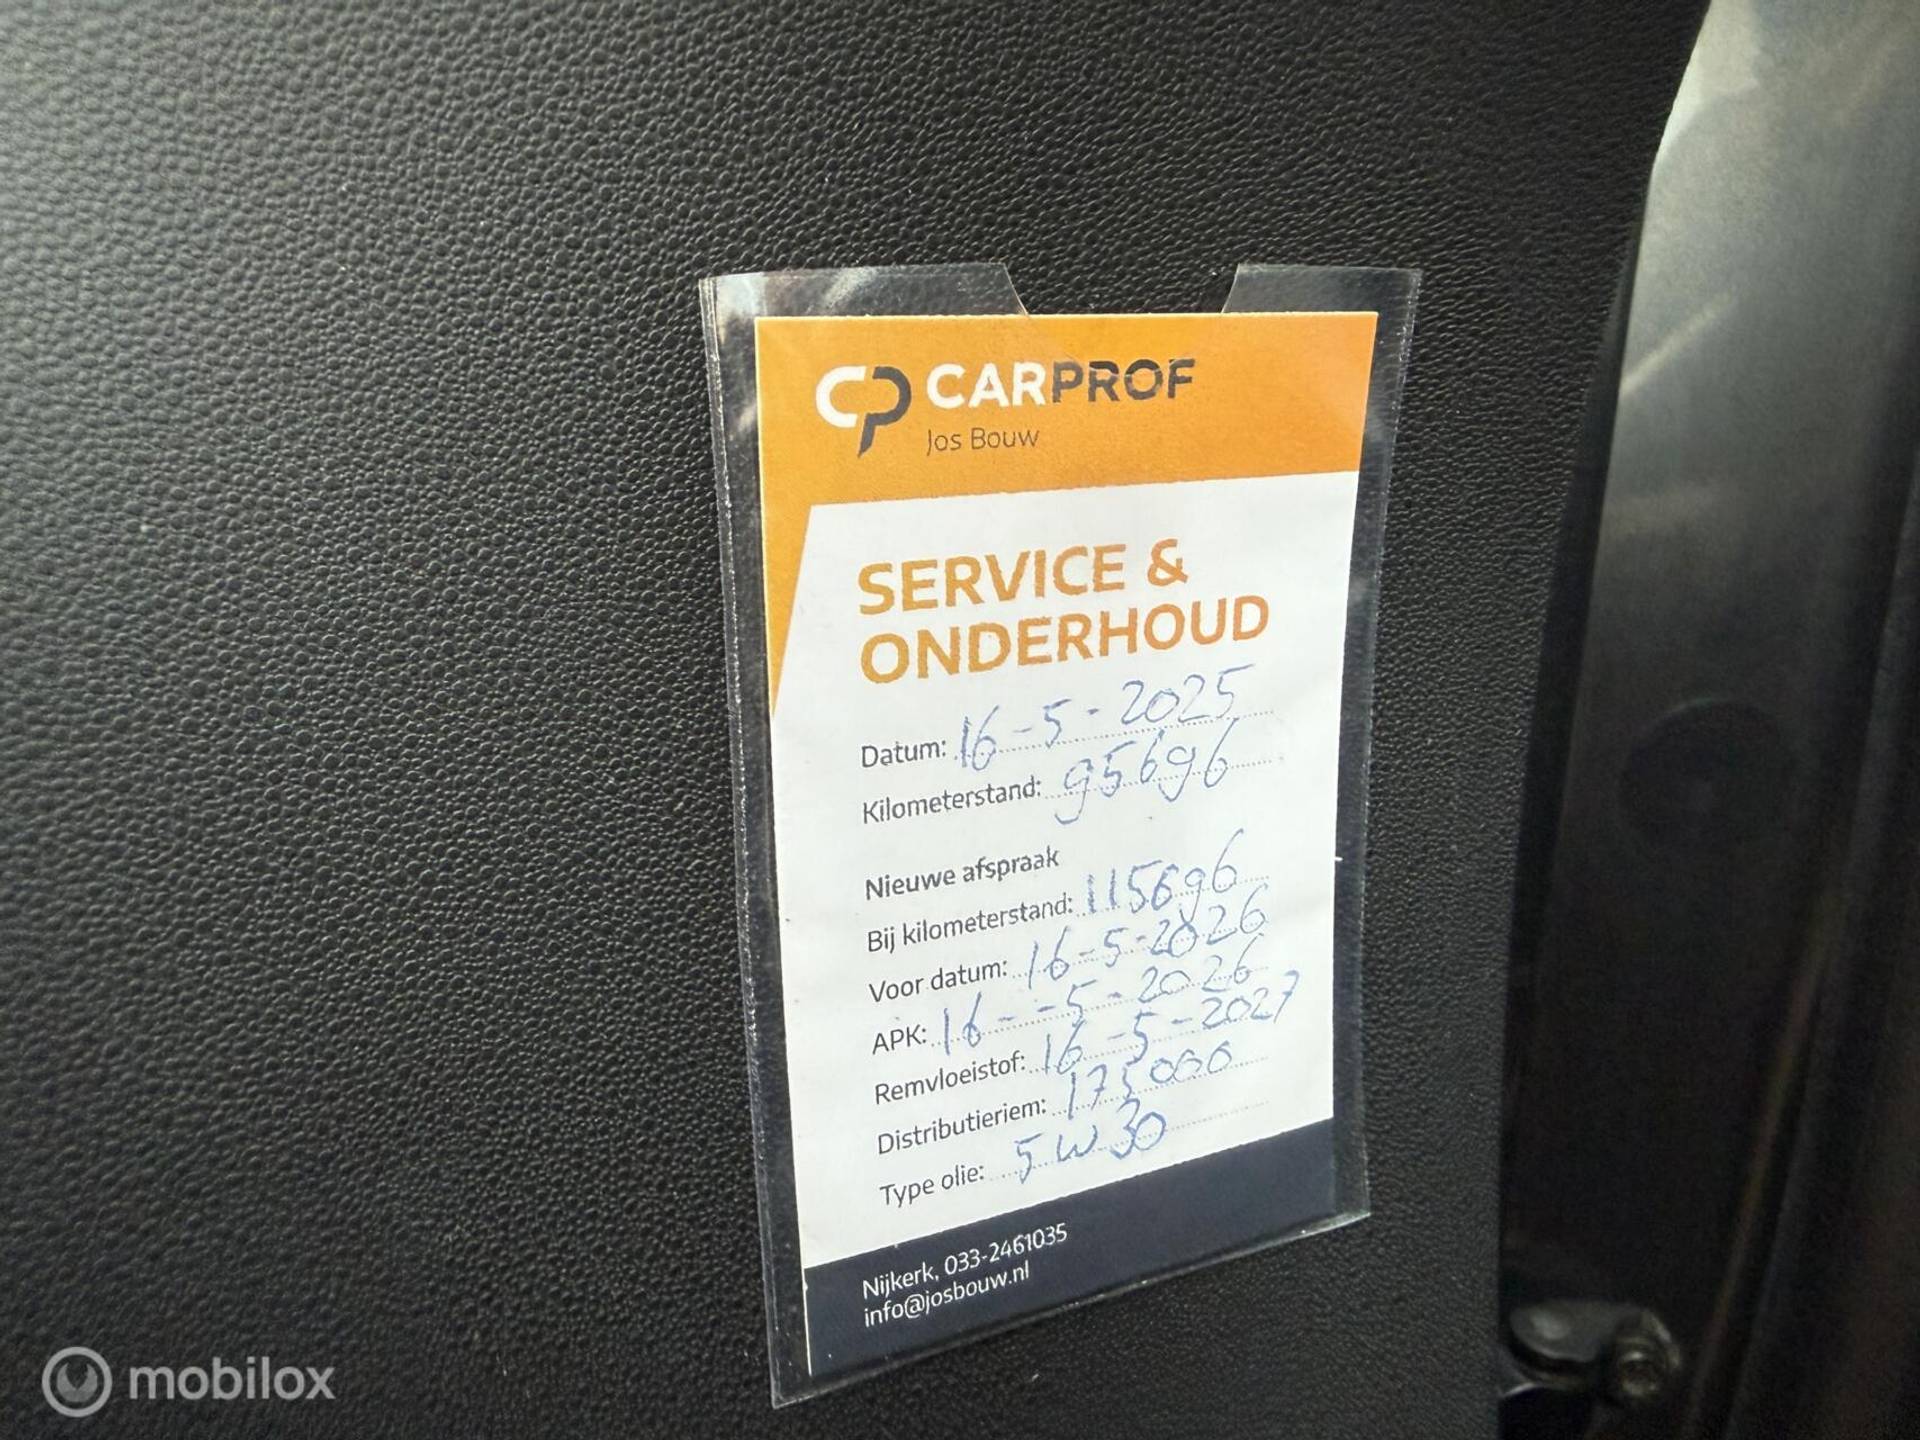 CP CARPROF
Jos Bouw
SERVICE &
ONDERHOUD
Datum: 16-5-2025
Kilometerstand: 95696
Nieuwe afspraak
Bij kilometerstand: 115696
Voor datum: 16-5-2026
APK: 16--5-2026
Remvloeistof: 16-5-2027
Distributieriem: 175000
Type olie: 5W30
Nijkerk, 033-2461035
info@josbouw.nl
mobilox